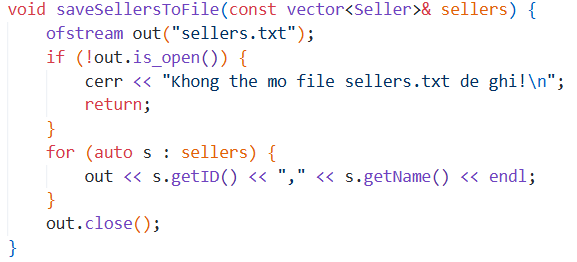 void saveSellersToFile(const vector<Seller>& sellers) {
    ofstream out("sellers.txt");
    if (!out.is_open()) {
        cerr << "Khong the mo file sellers.txt de ghi!\n";
        return;
    }
    for (auto s : sellers) {
        out << s.getID() << "," << s.getName() << endl;
    }
    out.close();
}